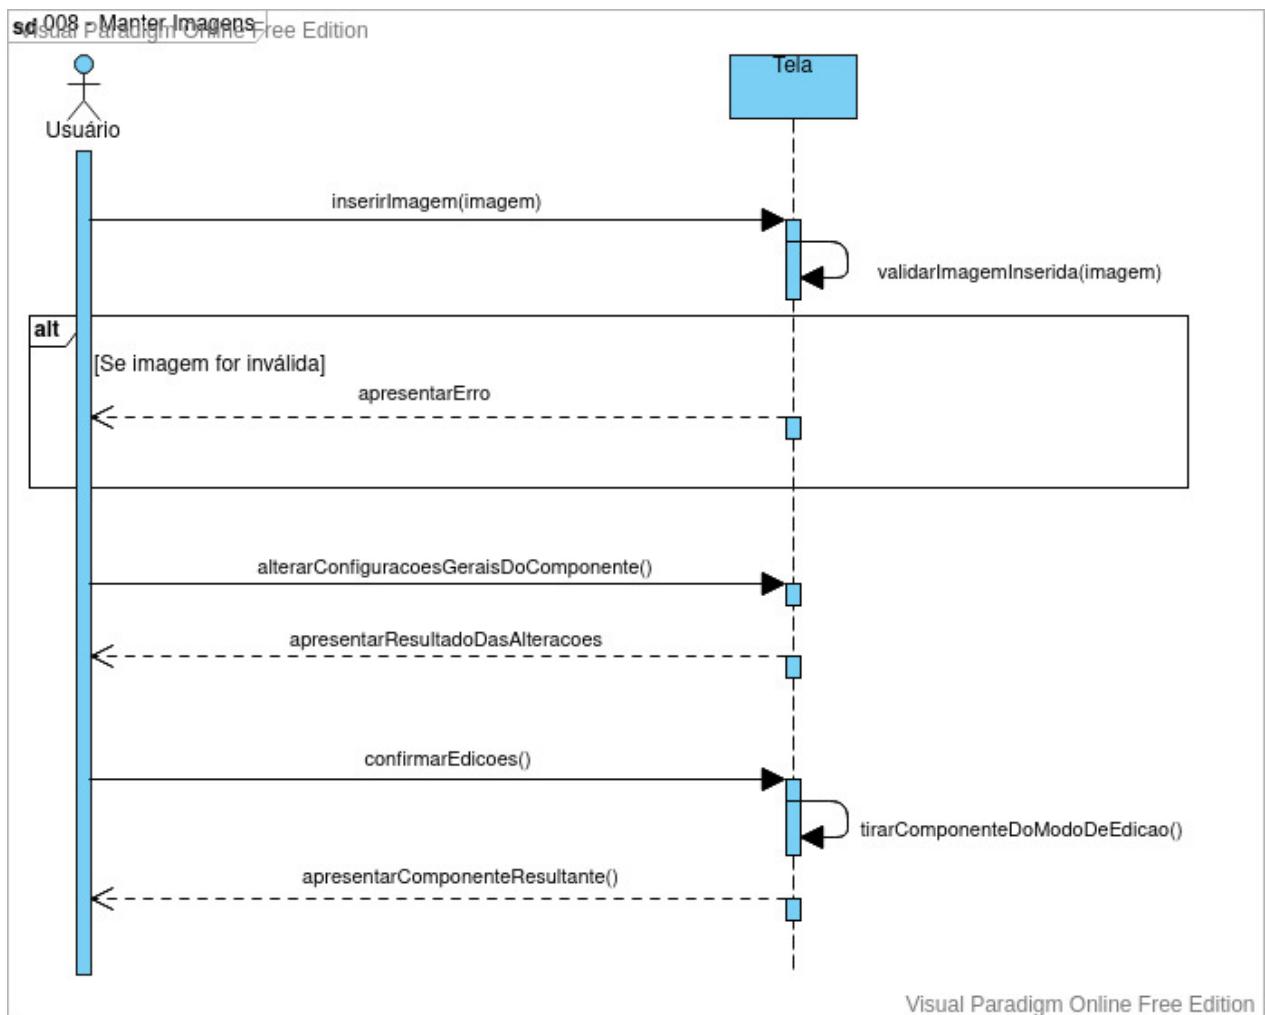 sd 008 - Manter Imagens
Visual Paradigm Online Free Edition
Tela
Usuário
inserirImagem(imagem)
validarImagemInserida(imagem)
alt
[Se imagem for inválida]
apresentarErro
alterarConfiguracoesGeraisDoComponente()
apresentarResultadoDasAlteracoes
confirmarEdicoes()
tirarComponenteDoModoDeEdicao()
apresentarComponenteResultante()
Visual Paradigm Online Free Edition